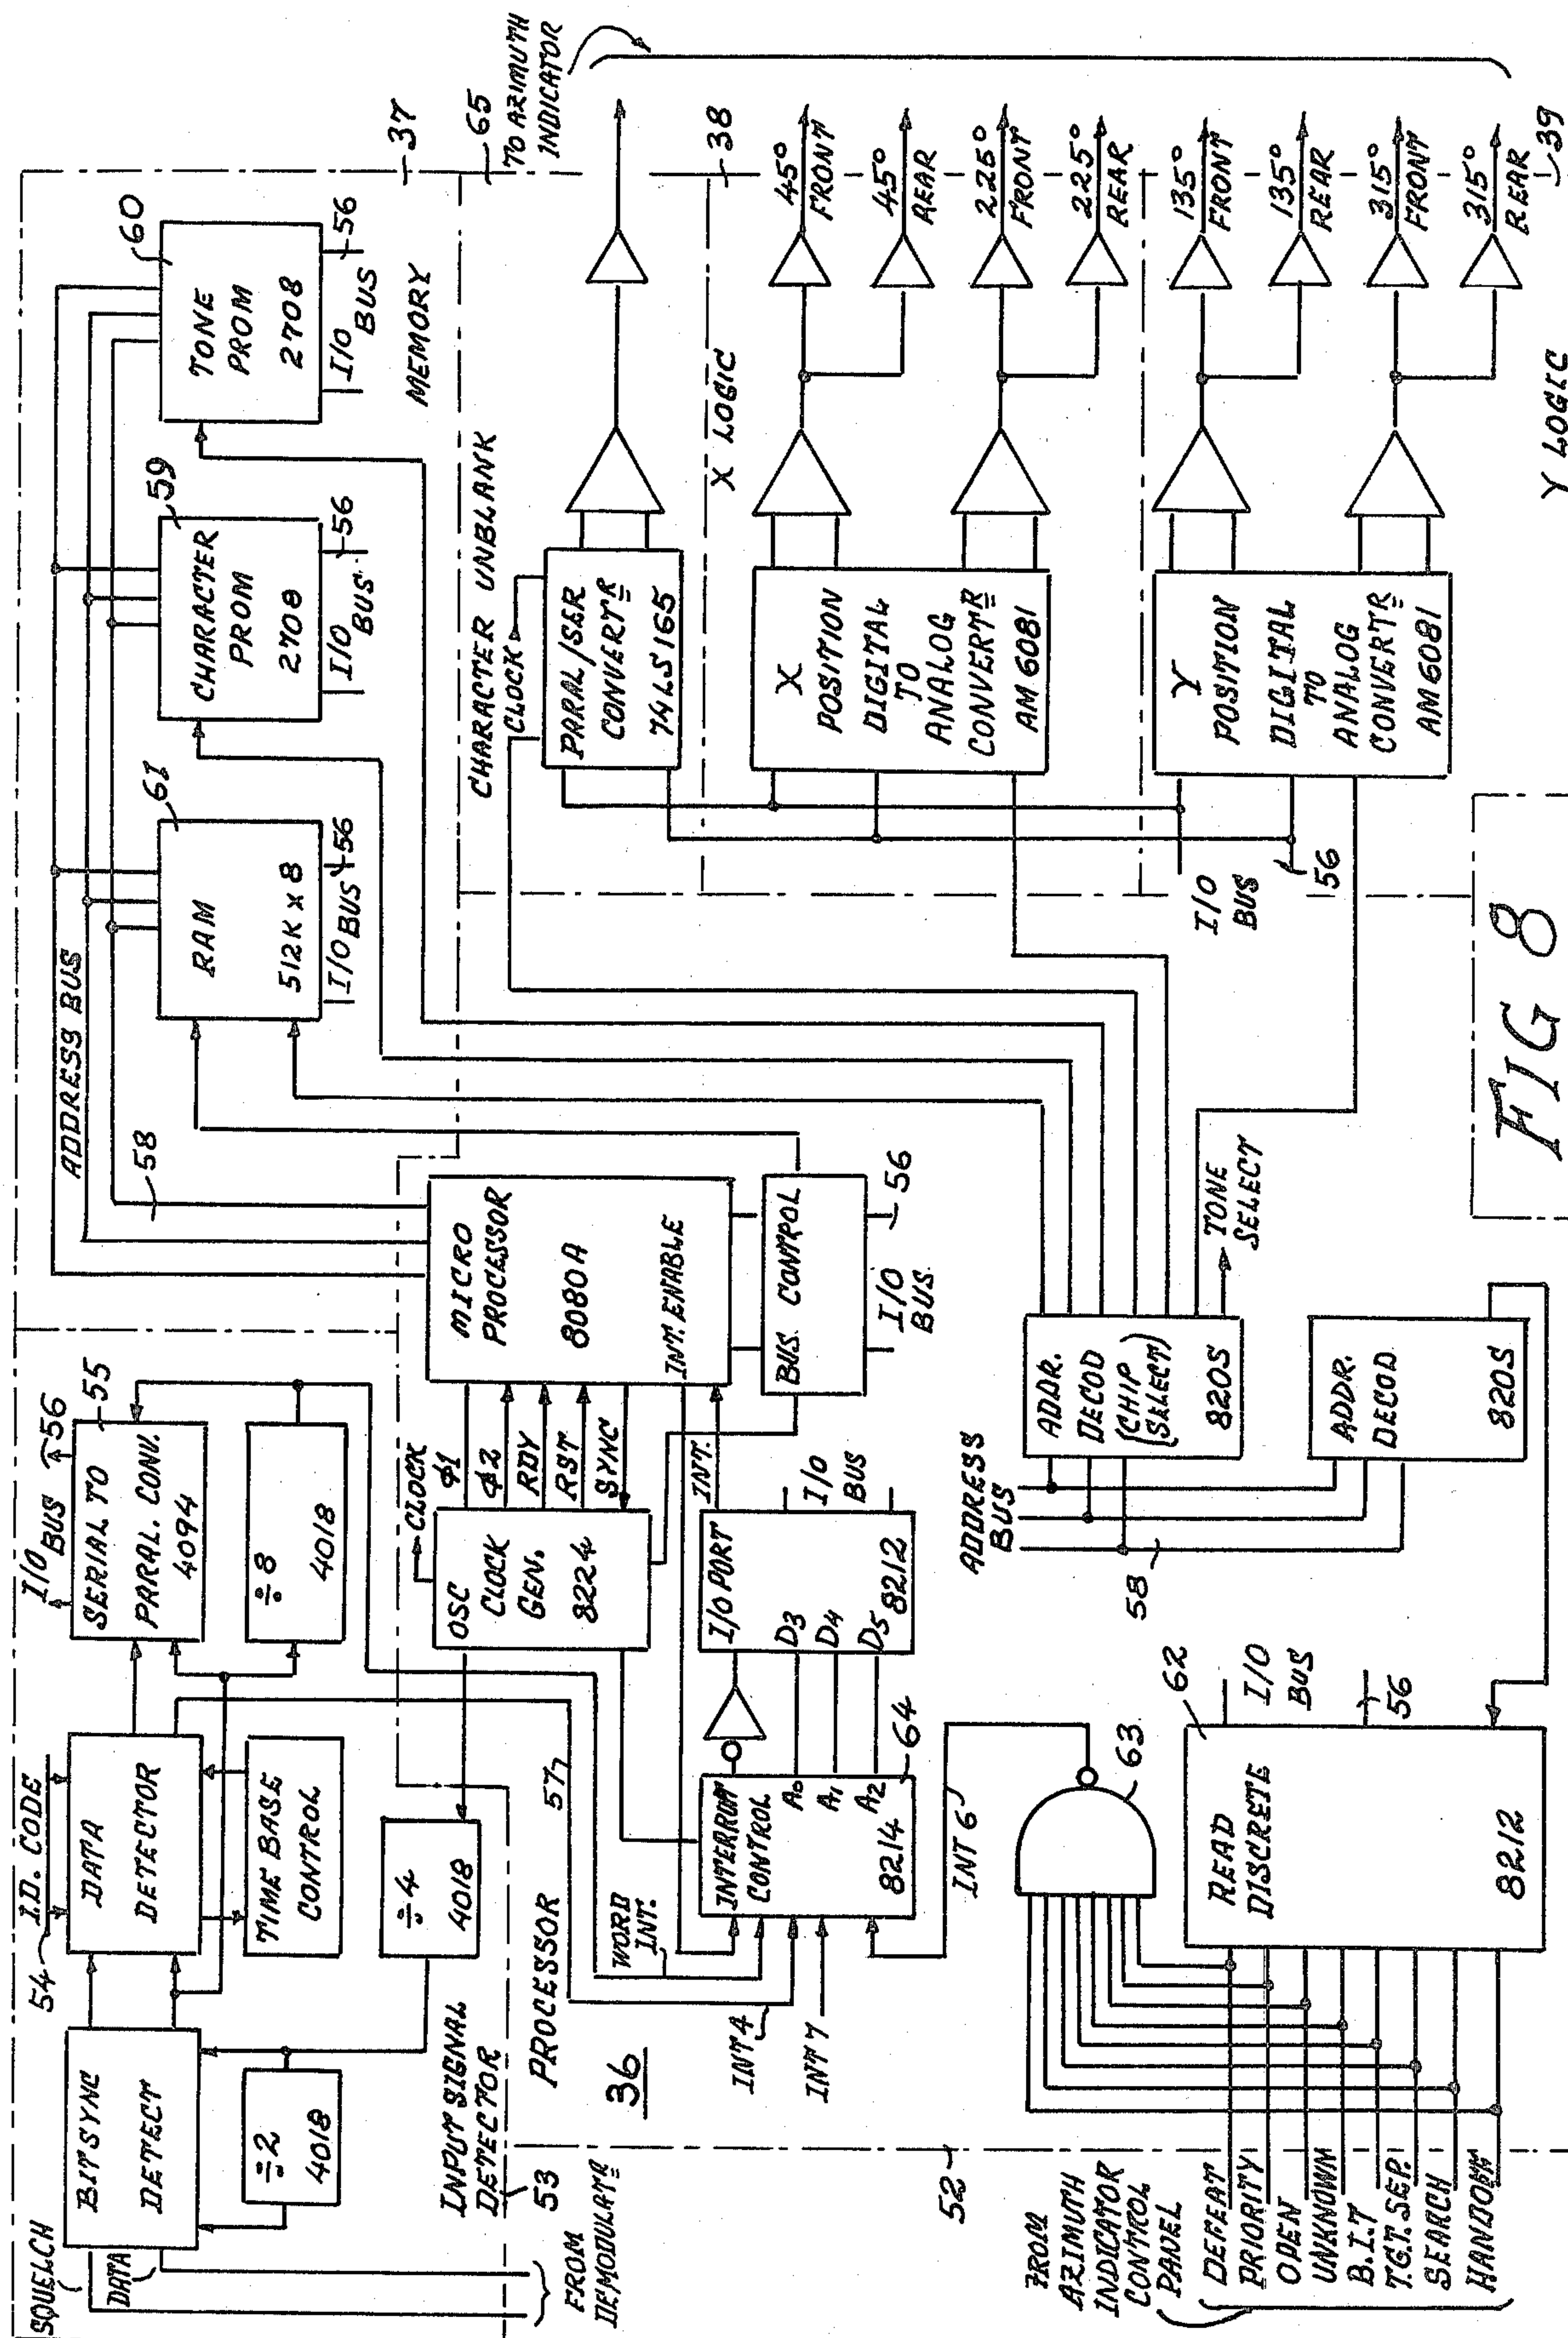 SQUELCH
DATA
BIT SYNC
DETECT
÷2
4018
FROM
DEMODULATR
53
INPUT SIGNAL
DETECTOR
54
I.D. CODE
DATA
DETECTOR
TIME BASE
CONTROL
÷4
4018
I/O BUS
56
SERIAL TO
PARAL. CONV.
4094
55
÷8
4018
PROCESSOR
36
57
WORD
INT.
INT 4
INT 7
INT 6
CLOCK
OSC
CLOCK
GEN.
8224
ϕ1
ϕ2
RDY
RST
SYNC
MICRO
PROCESSOR
8080A
INT. ENABLE
INT.
INTERRUPT
CONTROL
A0
A1
A2
8214
64
I/O PORT
D3
D4
D5
8212
I/O
BUS
BUS CONTROL
I/O
BUS
56
ADDRESS BUS
58
RAM
512K x 8
61
I/O BUS
56
CHARACTER
PROM
2708
59
I/O
BUS
56
TONE
PROM
2708
60
I/O
BUS
56
MEMORY
37
65
TO AZIMUTH
INDICATOR
CHARACTER UNBLANK
CLOCK
PARAL/SER
CONVERTR
74LS165
X LOGIC
38
X
POSITION
DIGITAL
TO
ANALOG
CONVERTR
AM6081
45°
FRONT
45°
REAR
225°
FRONT
225°
REAR
Y
POSITION
DIGITAL
TO
ANALOG
CONVERTR
AM6081
135°
FRONT
135°
REAR
315°
FRONT
315°
REAR
39
Y LOGIC
I/O
BUS
56
ADDRESS
BUS
58
ADDR.
DECOD
(CHIP
SELECT)
8205
TONE
SELECT
ADDR.
DECOD
8205
63
READ
DISCRETE
8212
62
I/O
BUS
56
52
FROM
AZIMUTH
INDICATOR
CONTROL
PANEL
DEFEAT
PRIORITY
OPEN
UNKNOWN
B.I.T
T.G.T. SEP.
SEARCH
HANDOFF
FIG 8